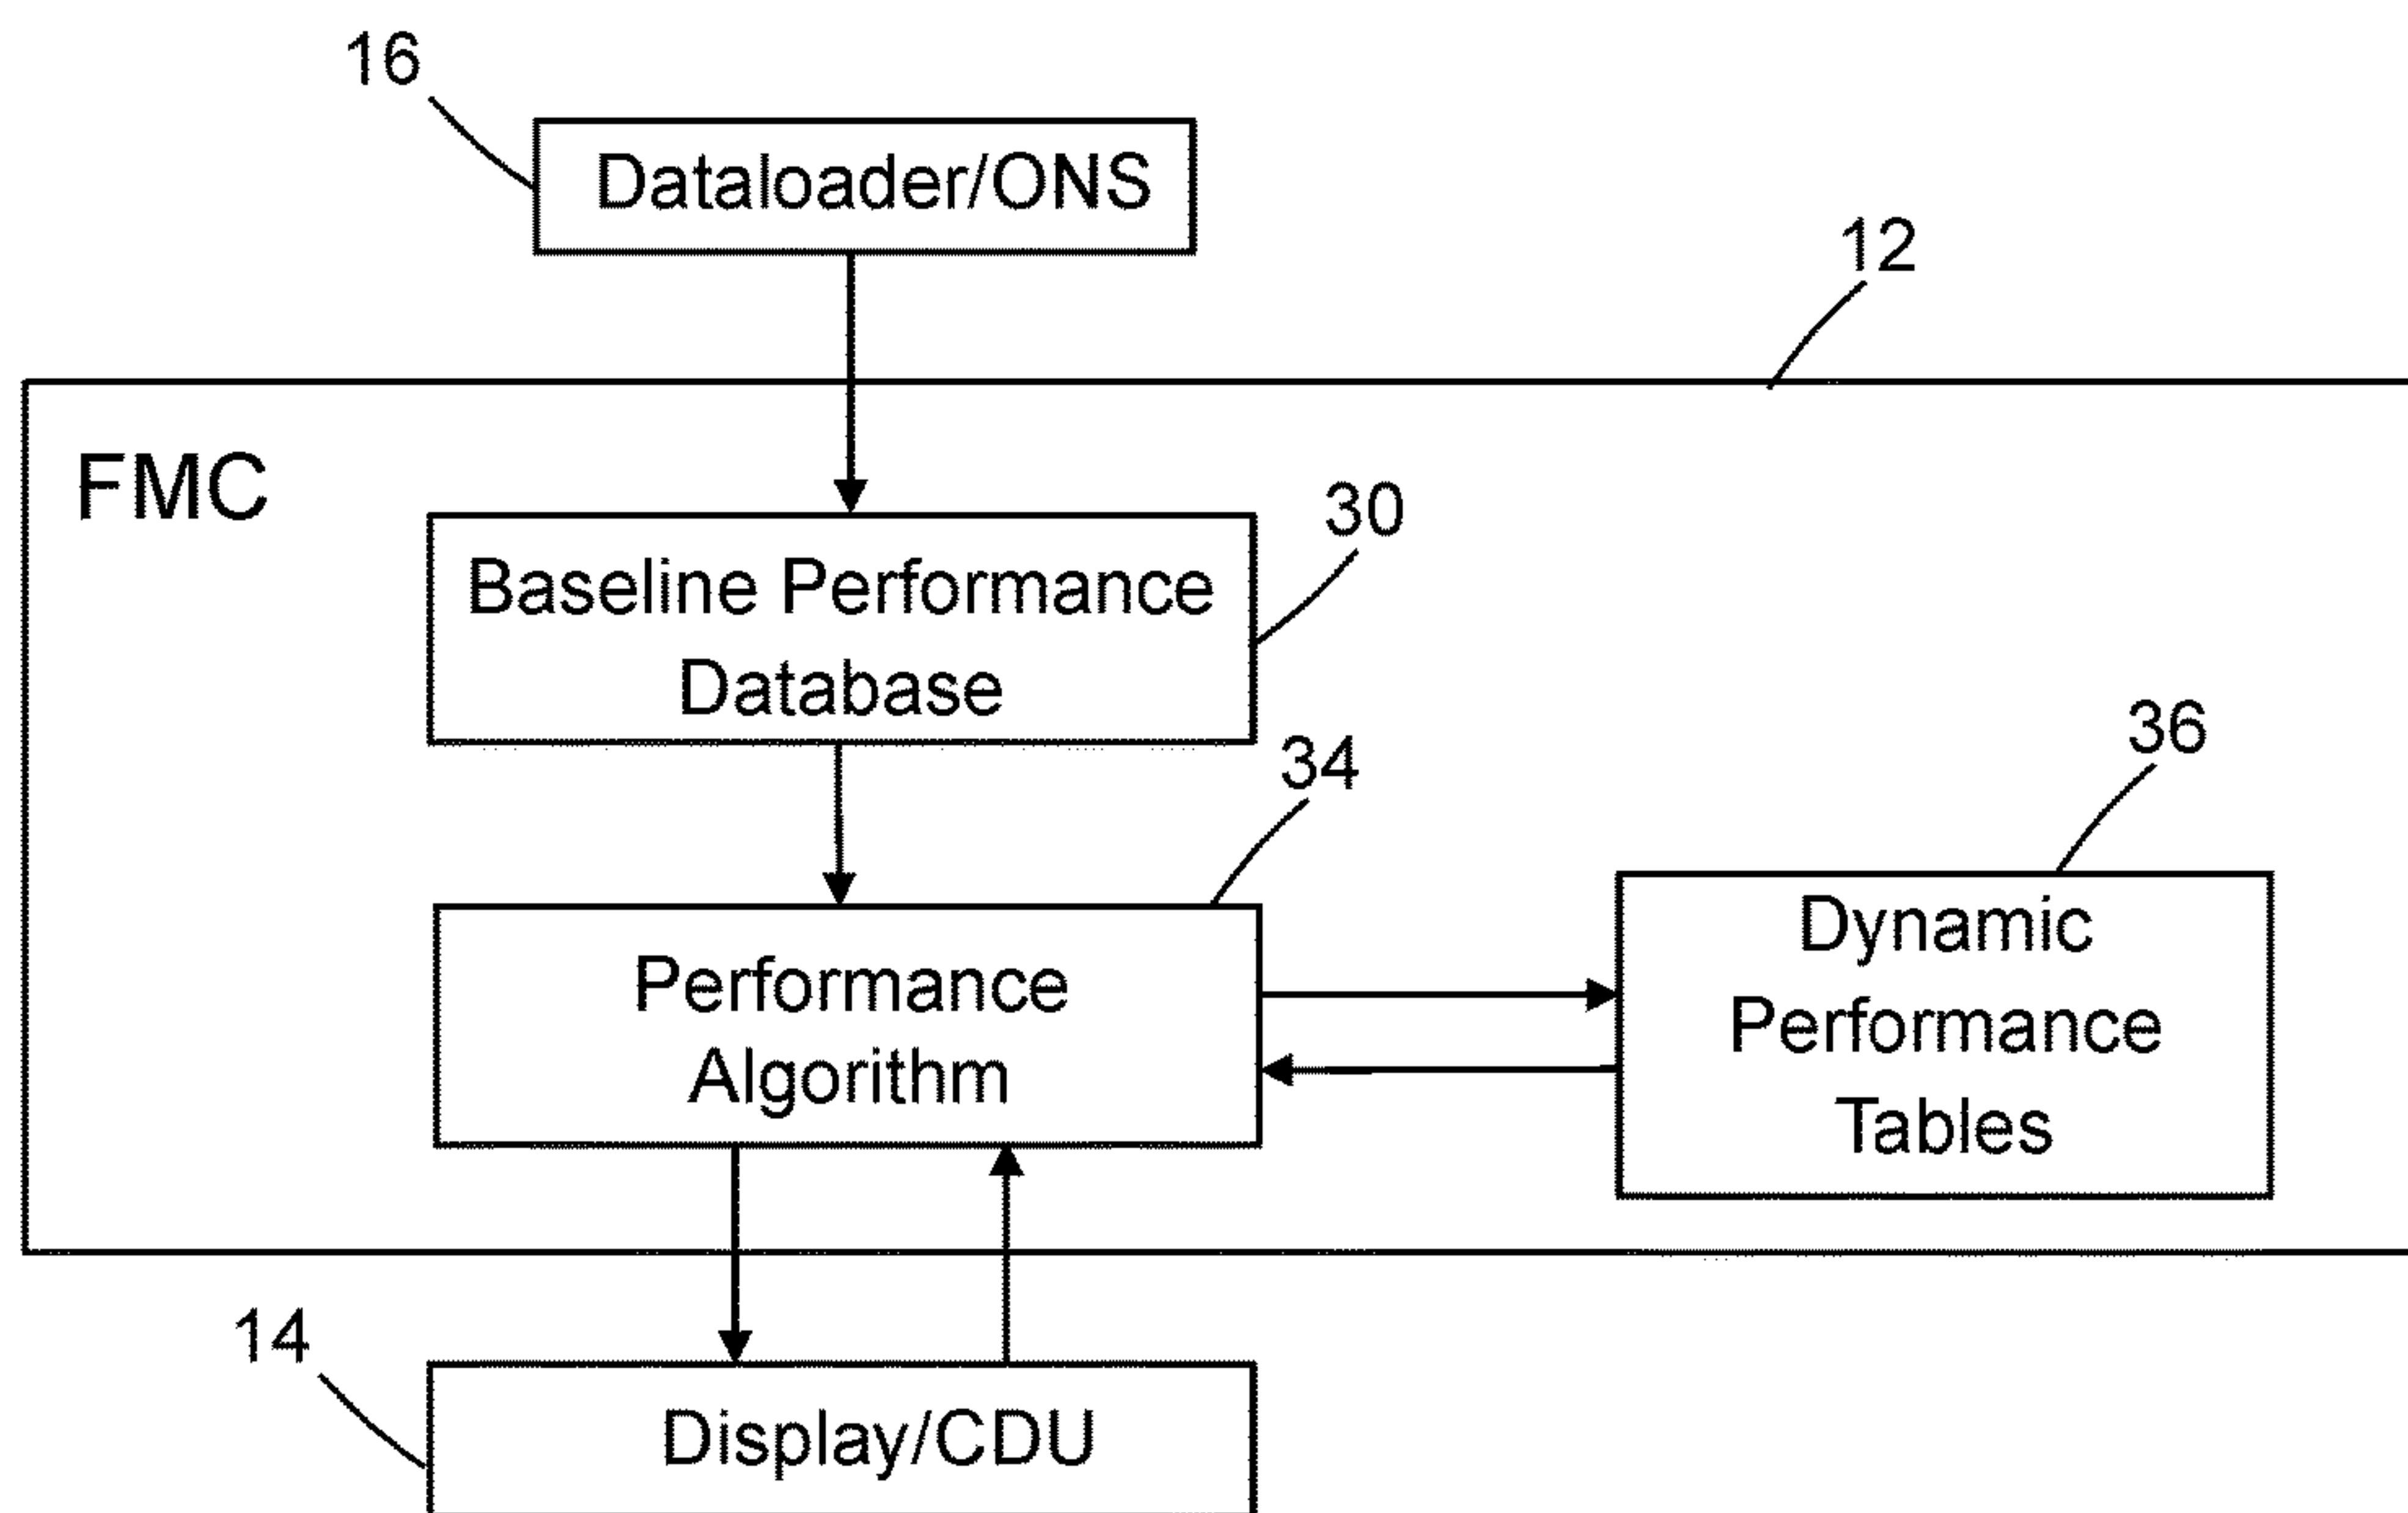 16
Dataloader/ONS
12
FMC
30
Baseline Performance
Database
34
36
Performance
Algorithm
Dynamic
Performance
Tables
14
Display/CDU